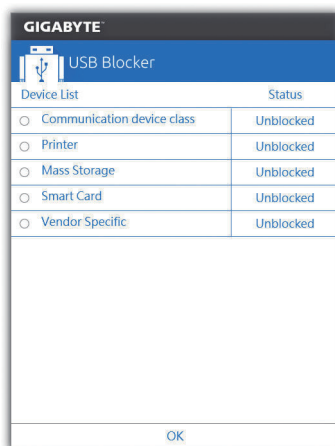 GIGABYTE™
USB Blocker
Device List Status
Communication device class Unblocked
Printer Unblocked
Mass Storage Unblocked
Smart Card Unblocked
Vendor Specific Unblocked
OK